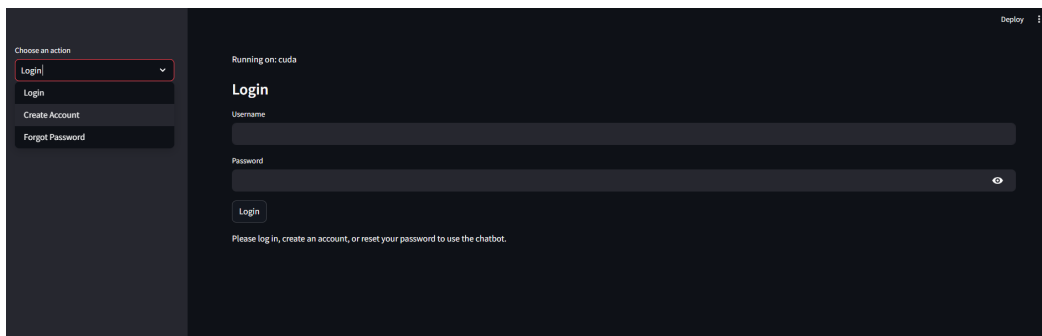 Deploy
Choose an action
Login
Login
Create Account
Forgot Password
Running on: cuda
Login
Username
Password
Login
Please log in, create an account, or reset your password to use the chatbot.